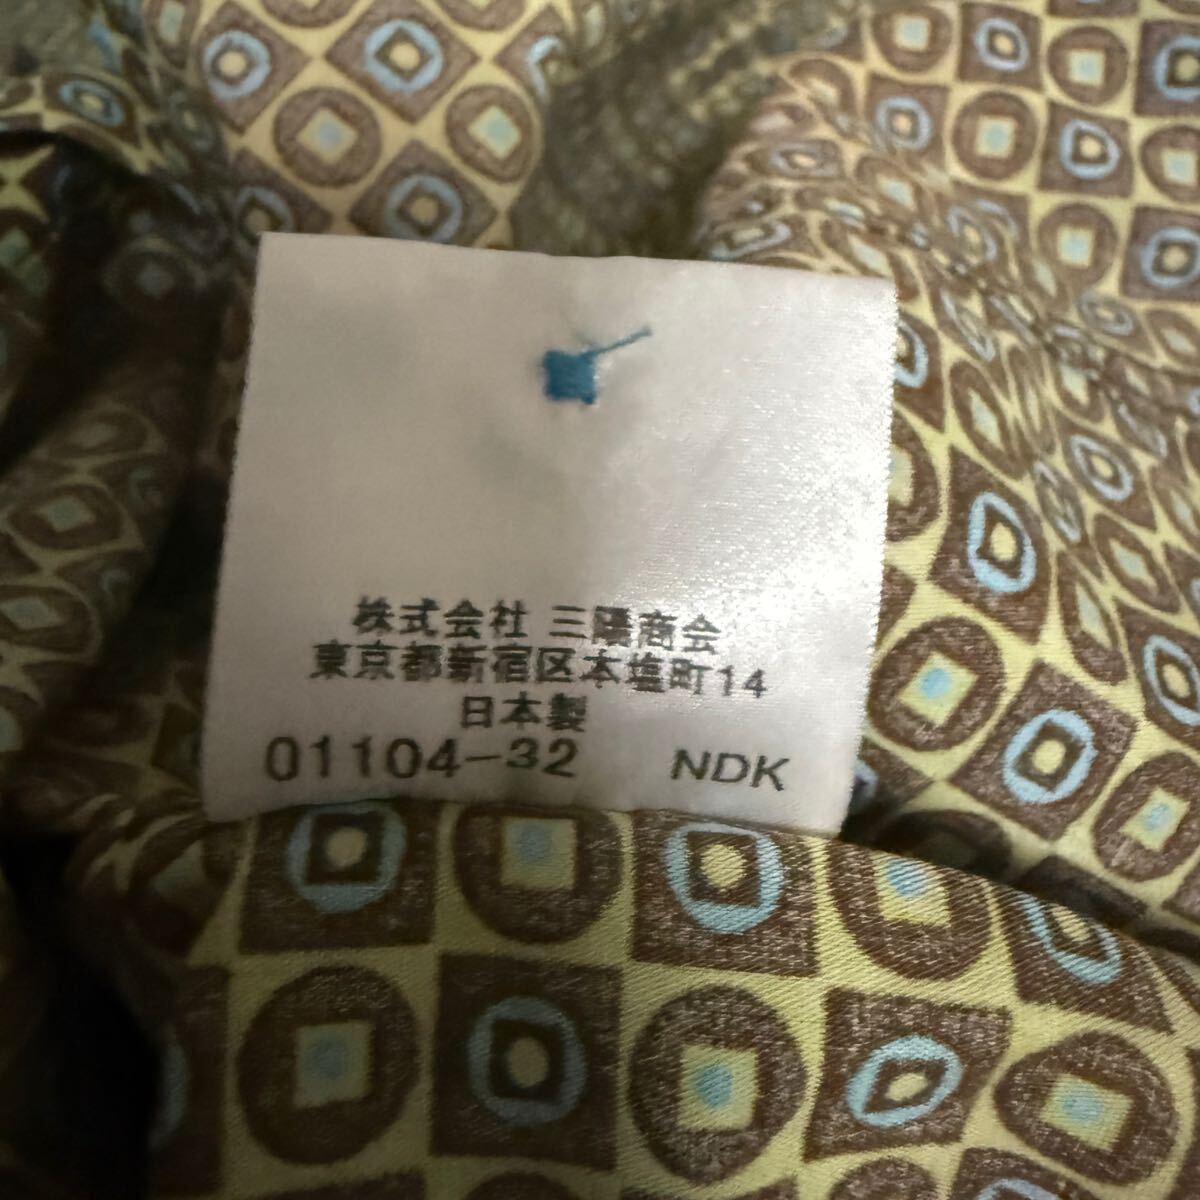 株式会社 三陽商会
東京都新宿区本塩町14
日本製
01104-32 NDK